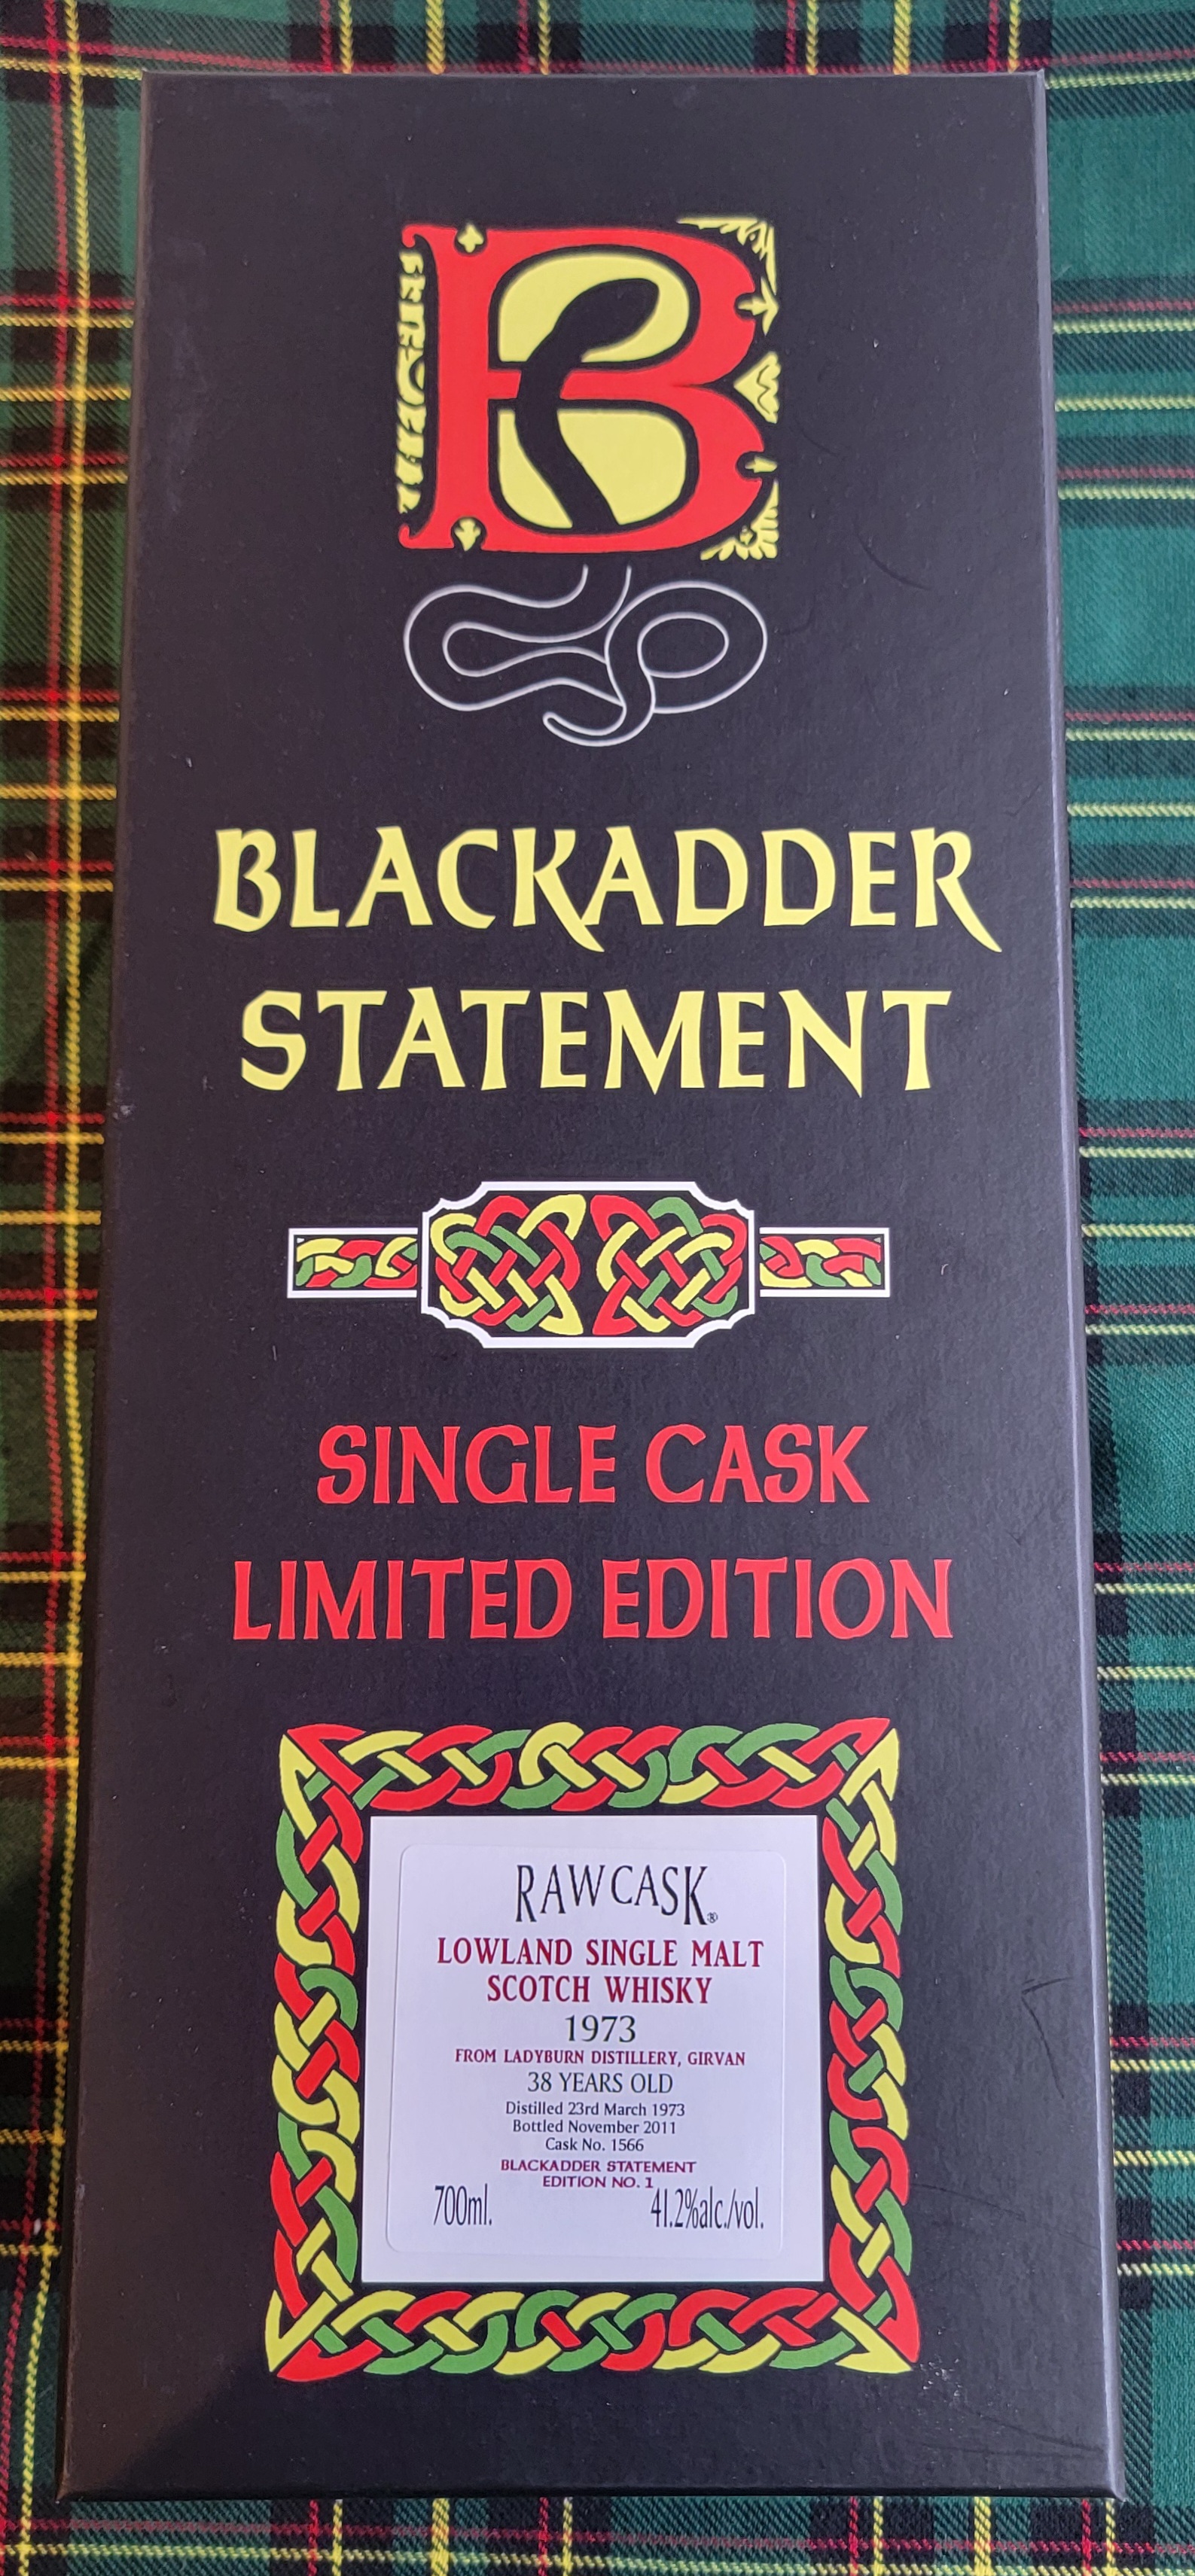 B
BLACKADDER
STATEMENT
SINGLE CASK
LIMITED EDITION
RAW CASK®
LOWLAND SINGLE MALT
SCOTCH WHISKY
1973
FROM LADYBURN DISTILLERY, GIRVAN
38 YEARS OLD
Distilled 23rd March 1973
Bottled November 2011
Cask No. 1566
BLACKADDER STATEMENT
EDITION NO. 1
700ml. 41.2%alc./vol.